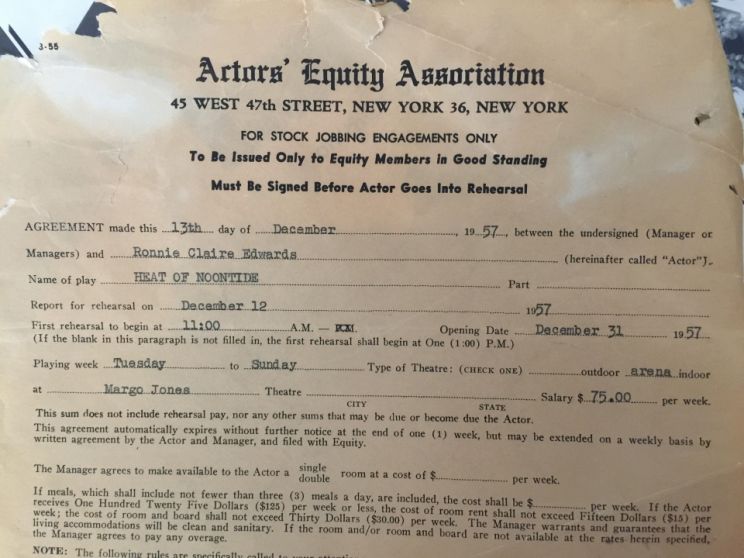 3-55
Actors' Equity Association
45 WEST 47th STREET, NEW YORK 36, NEW YORK
FOR STOCK JOBBING ENGAGEMENTS ONLY
To Be Issued Only to Equity Members in Good Standing
Must Be Signed Before Actor Goes Into Rehearsal
AGREEMENT made this 13th day of December, 1957, between the undersigned (Manager or
Managers) and Ronnie Claire Edwards (hereinafter called "Actor").
Name of play HEAT OF NOONTIDE Part
Report for rehearsal on December 12 1957
First rehearsal to begin at 11:00 A.M. — P.M. Opening Date December 31 1957
(If the blank in this paragraph is not filled in, the first rehearsal shall begin at One (1:00) P.M.)
Playing week Tuesday to Sunday Type of Theatre: (CHECK ONE) outdoor arena indoor
at Margo Jones Theatre Salary $75.00 per week.
CITY STATE
This sum does not include rehearsal pay, nor any other sums that may be due or become due the Actor.
This agreement automatically expires without further notice at the end of one (1) week, but may be extended on a weekly basis by
written agreement by the Actor and Manager, and filed with Equity.
The Manager agrees to make available to the Actor a single
double room at a cost of $ per week.
If meals, which shall include not fewer than three (3) meals a day, are included, the cost shall be $ per week. If the Actor
receives One Hundred Twenty Five Dollars ($125) per week or less, the cost of room rent shall not exceed Fifteen Dollars ($15) per
week; the cost of room and board shall not exceed Thirty Dollars ($30.00) per week. The Manager warrants and guarantees that the
living accommodations will be clean and sanitary. If the room and/or room and board are not available at the rates herein specified,
the Manager agrees to pay any overage.
NOTE: The following rules are specifically called to your